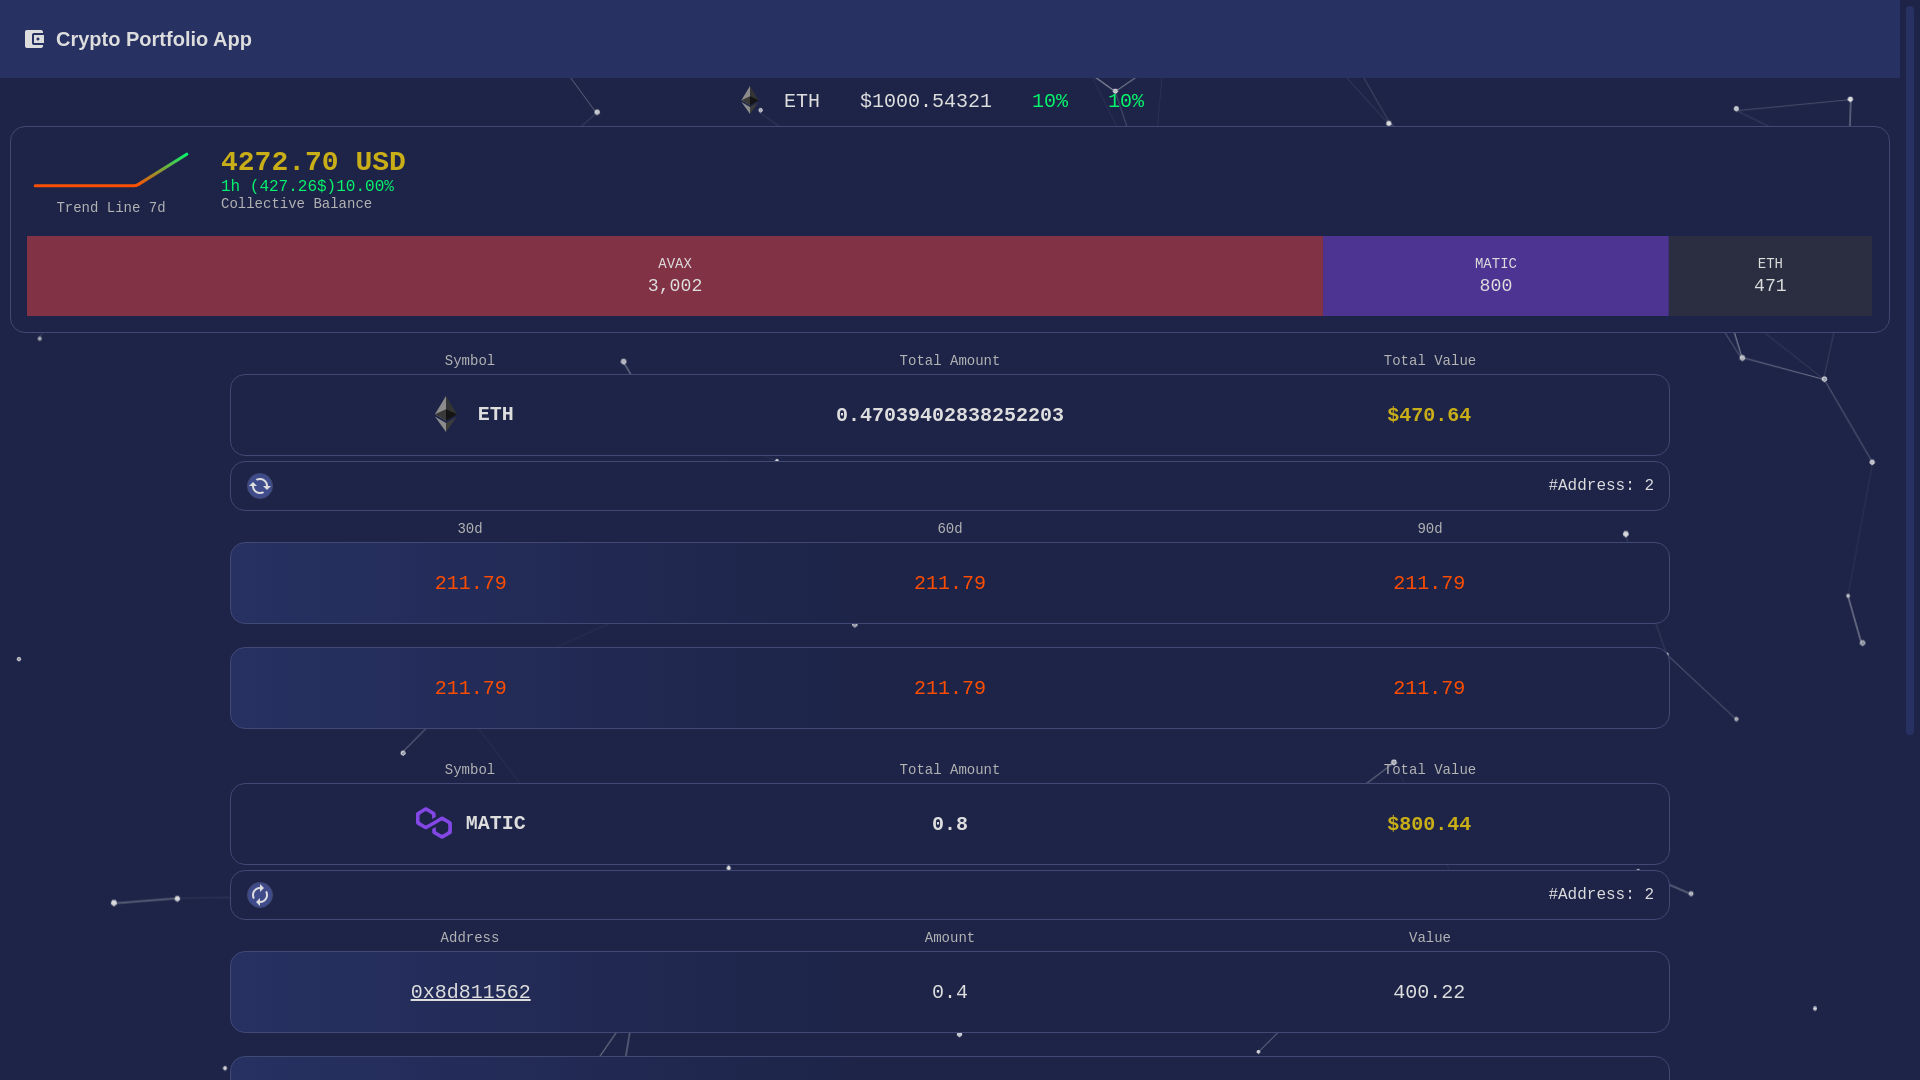 Crypto Portfolio App
ETH $1000.54321 10% 10%
4272.70 USD
1h (427.26$)10.00%
Collective Balance
Trend Line 7d
AVAX MATIC ETH
3,002 800 471
Symbol Total Amount Total Value
ETH 0.47039402838252203 $470.64
#Address: 2
30d 60d 90d
211.79 211.79 211.79
211.79 211.79 211.79
Symbol Total Amount Total Value
MATIC 0.8 $800.44
#Address: 2
Address Amount Value
0x8d811562 0.4 400.22